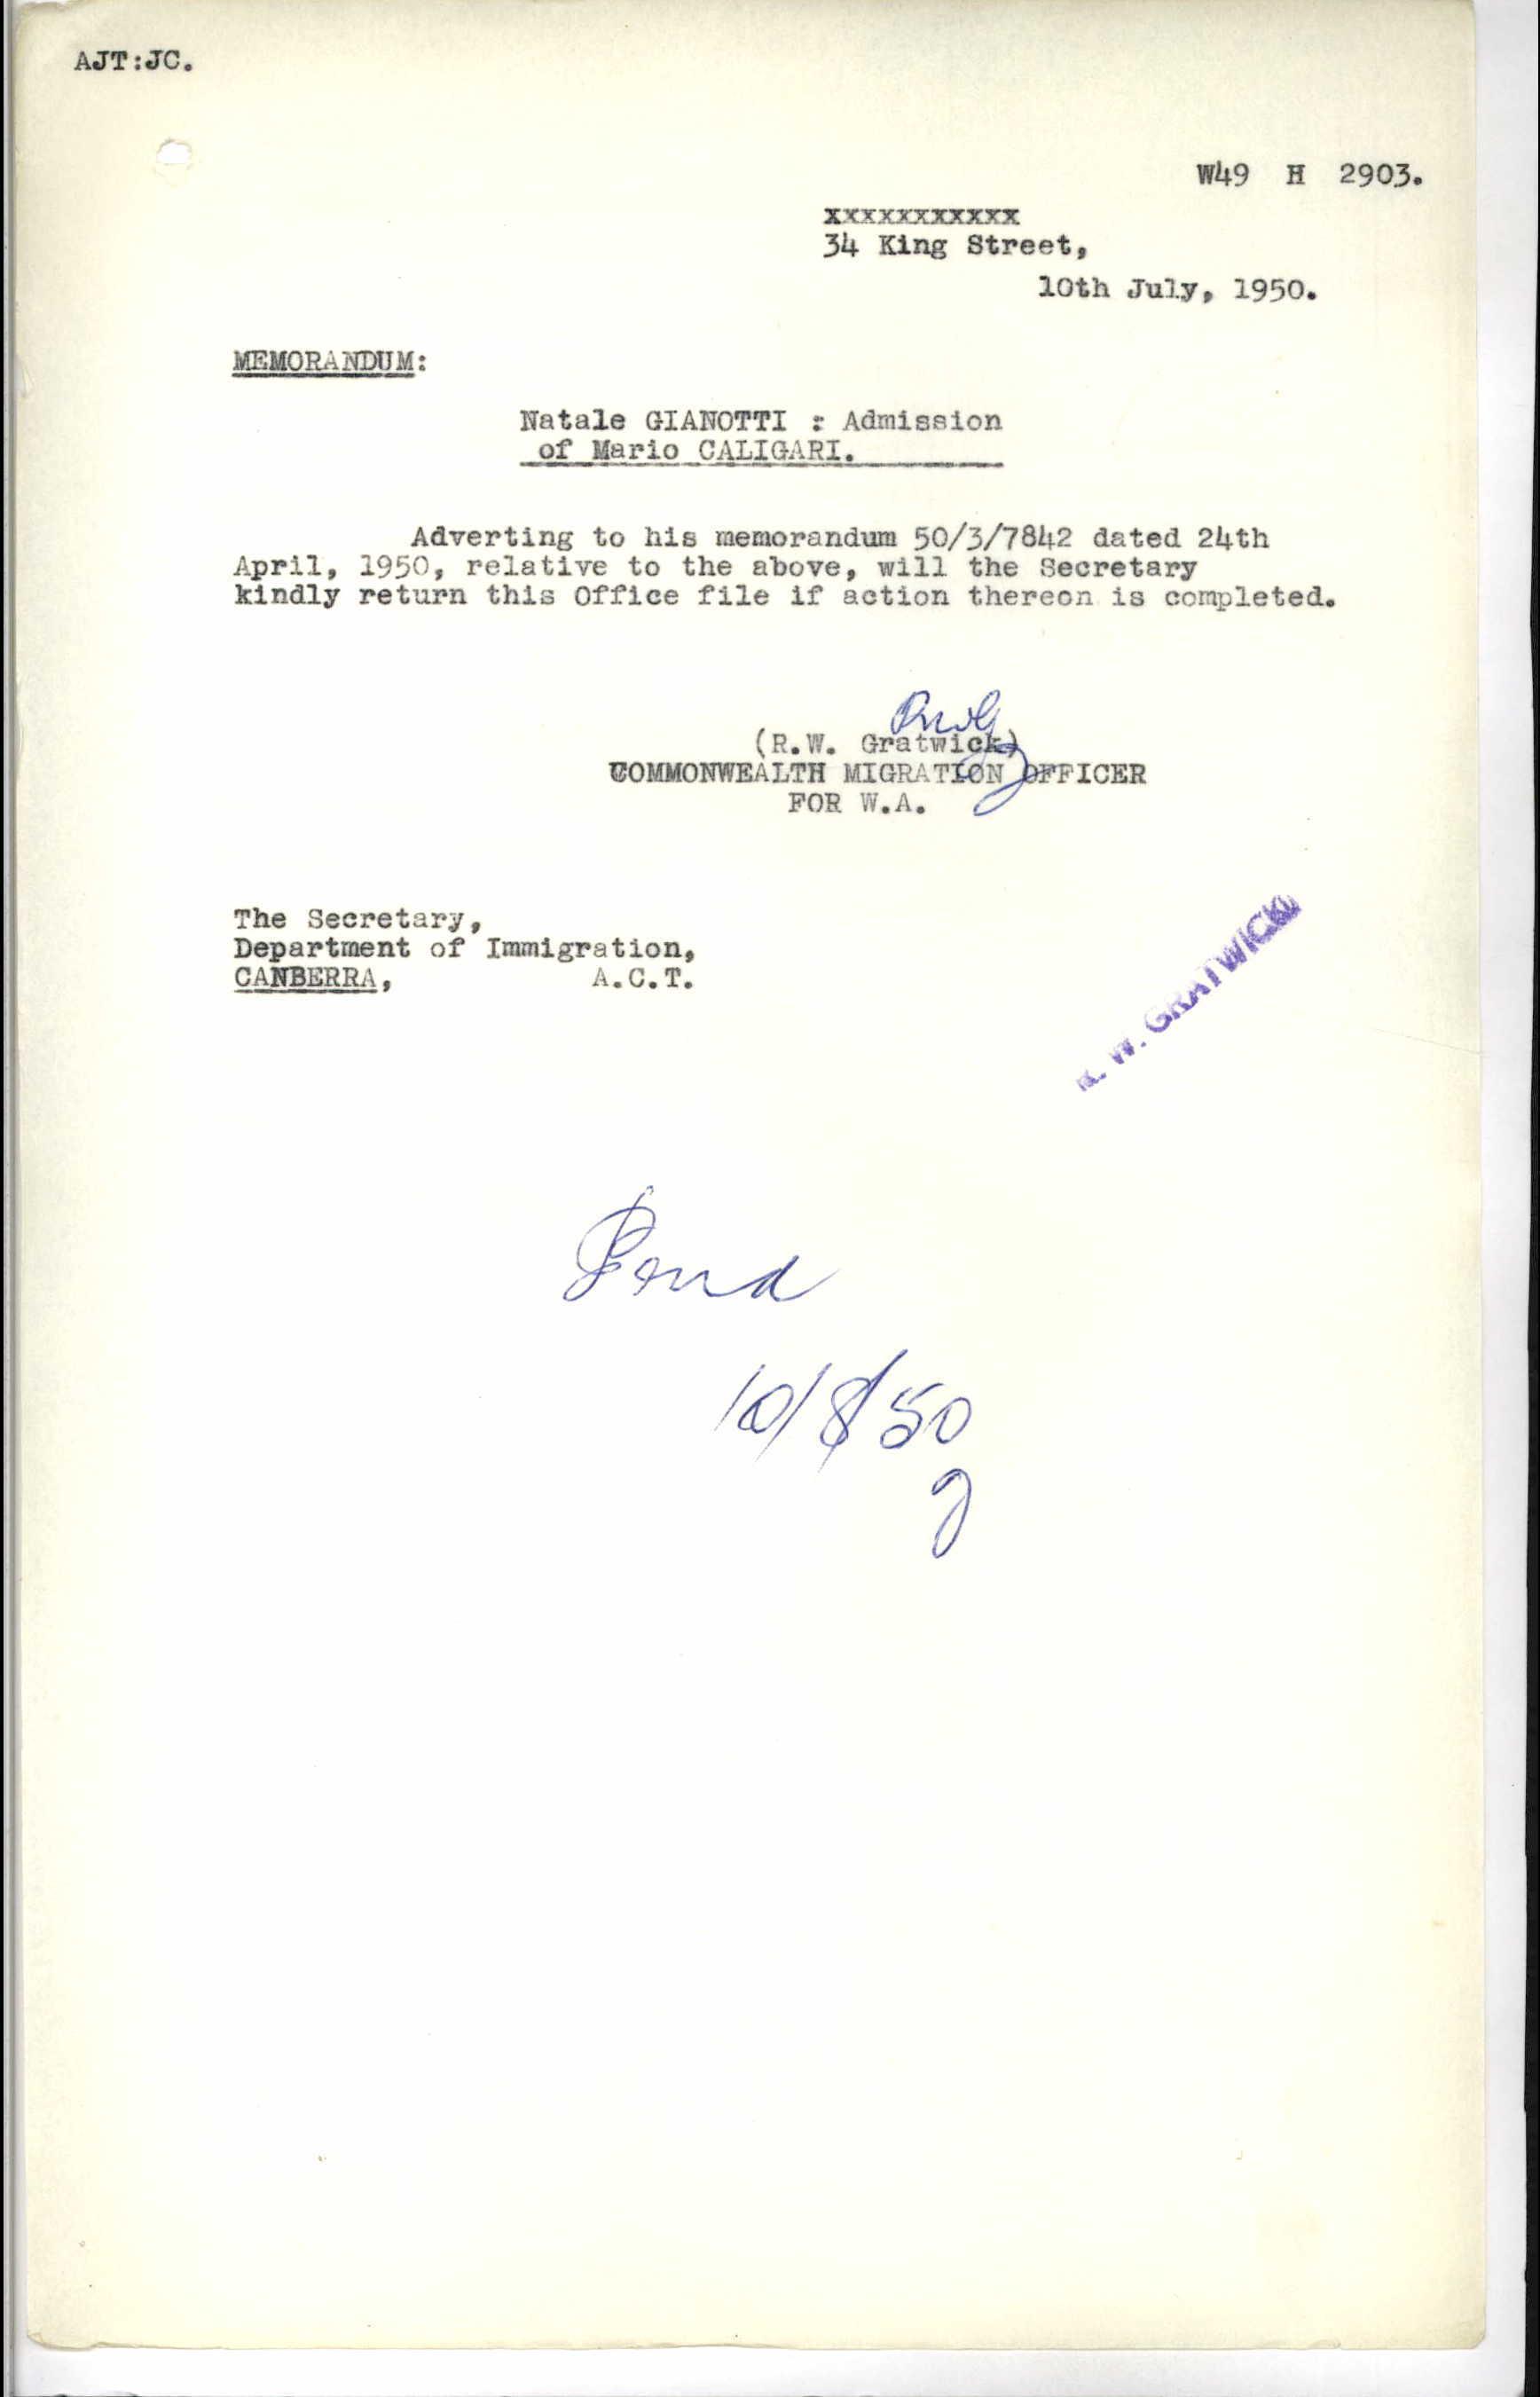 AJT:JC.
W49 H 2903.
xxxxxxxxxxx
34 King Street,
10th July, 1950.
MEMORANDUM:
Natale GIANOTTI : Admission
of Mario CALIGARI.
Adverting to his memorandum 50/3/7842 dated 24th
April, 1950, relative to the above, will the Secretary
kindly return this Office file if action thereon is completed.
(R.W. Gratwick)
COMMONWEALTH MIGRATION OFFICER
FOR W.A.
The Secretary,
Department of Immigration,
CANBERRA, A.C.T.
R. W. GRATWICK
10/8/50